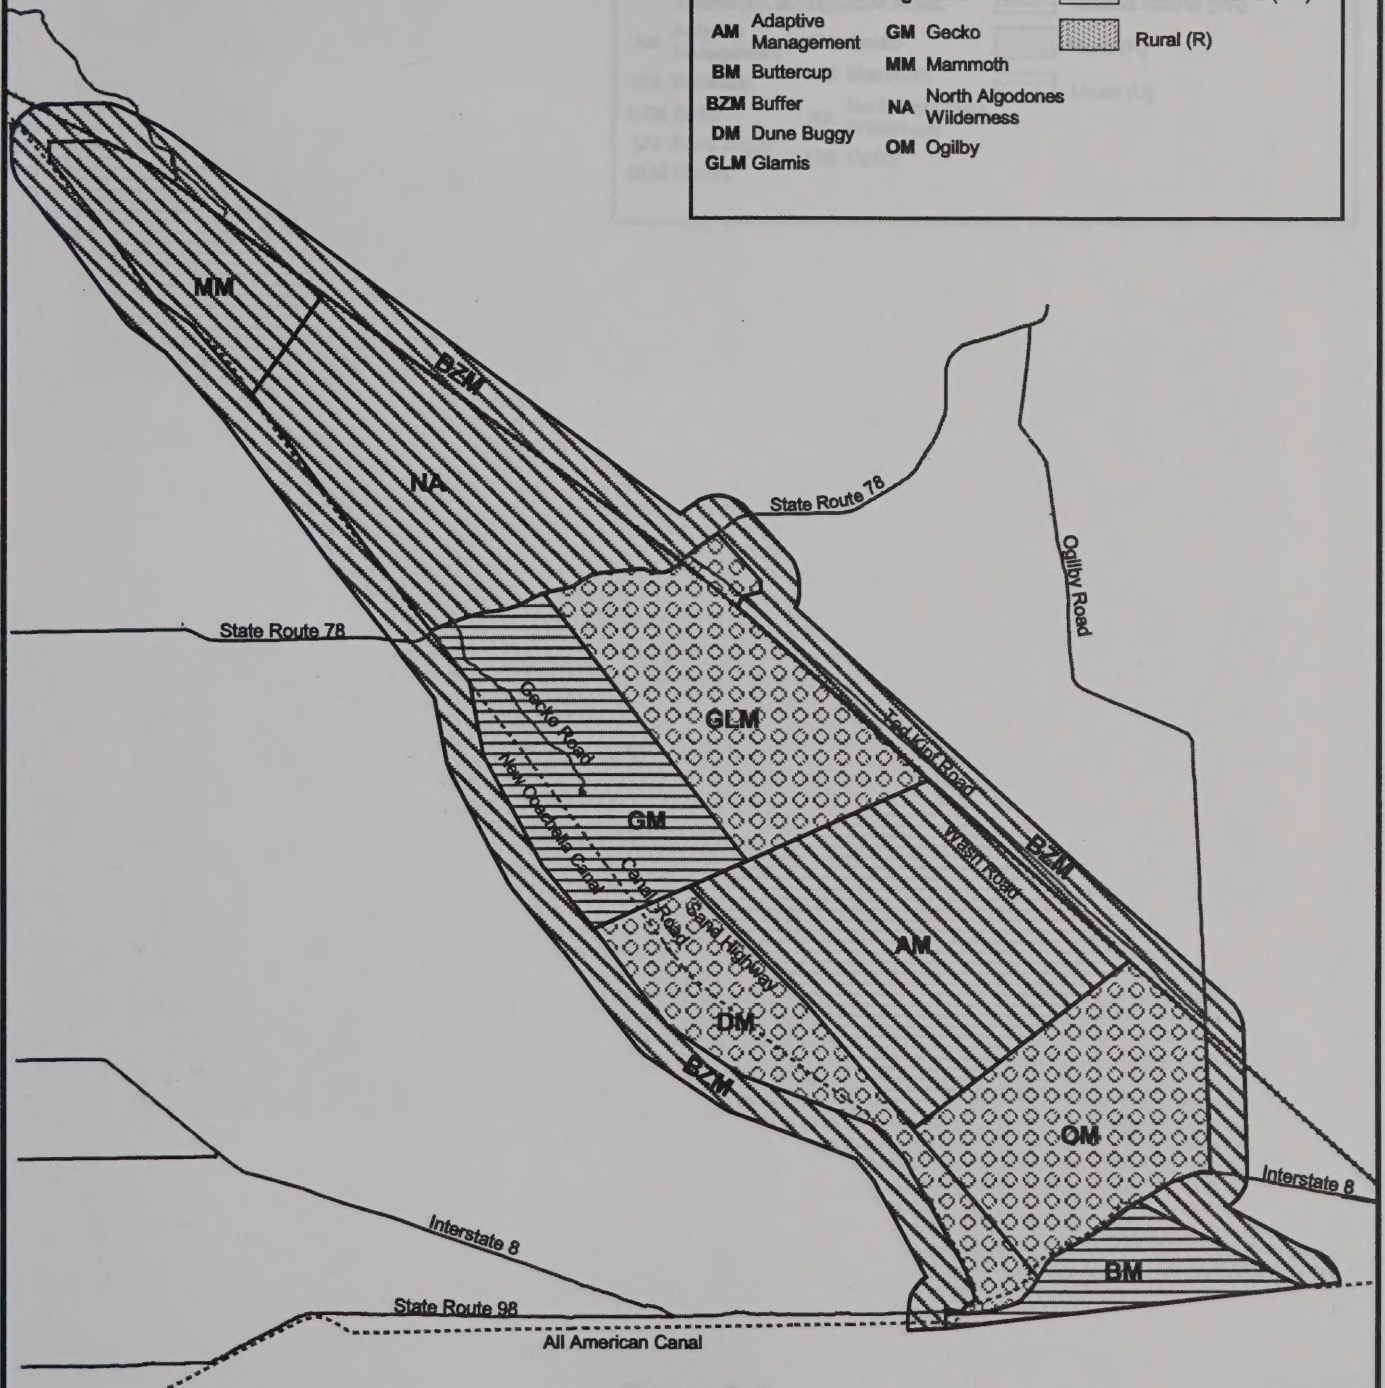 AM Adaptive Management
BM Buttercup
BZM Buffer
DM Dune Buggy
GLM Glamis
GM Gecko
MM Mammoth
NA North Algodones Wilderness
OM Ogilby
Rural (R)
MM
BZM
NA
State Route 78
Ogilby Road
State Route 78
Gecko Road
GLM
Ted Kipf Road
New Coachella Canal
GM
Canal Road
Wash Road
BZM
Sand Highway
AM
DM
BZM
OM
Interstate 8
Interstate 8
BM
State Route 98
All American Canal